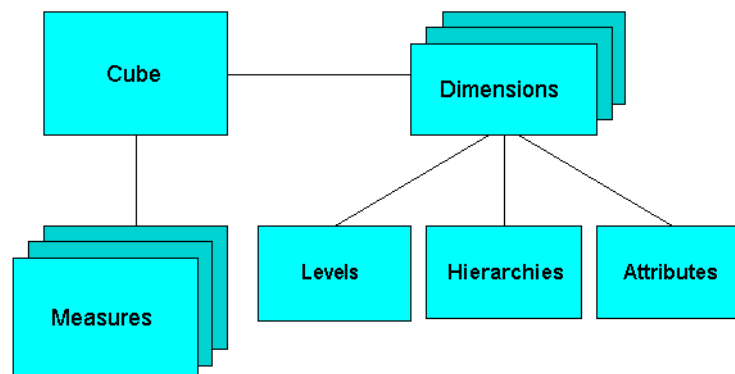 Cube
Dimensions
Levels
Hierarchies
Attributes
Measures